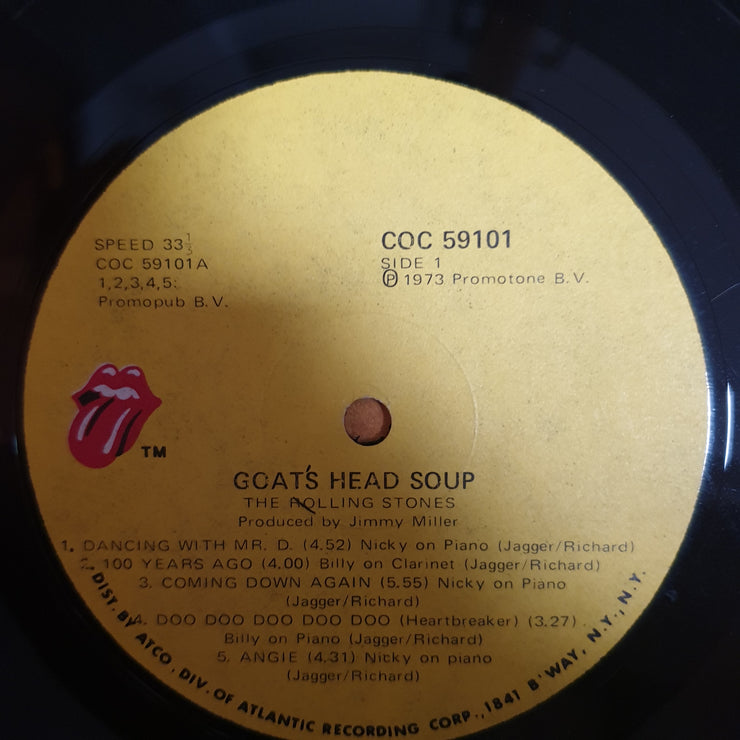 SPEED 33⅓
COC 59101A
1,2,3,4,5:
Promopub B.V.
COC 59101
SIDE 1
Ⓟ 1973 Promotone B.V.
TM
GOAT'S HEAD SOUP
THE ROLLING STONES
Produced by Jimmy Miller
1. DANCING WITH MR. D. (4.52) Nicky on Piano (Jagger/Richard)
2. 100 YEARS AGO (4.00) Billy on Clarinet (Jagger/Richard)
3. COMING DOWN AGAIN (5.55) Nicky on Piano
(Jagger/Richard)
4. DOO DOO DOO DOO DOO (Heartbreaker) (3.27).
Billy on Piano (Jagger/Richard)
5. ANGIE (4.31) Nicky on piano
(Jagger/Richard)
DIST. BY ATCO. DIV. OF ATLANTIC RECORDING CORP., 1841 B'WAY, N.Y., N.Y.